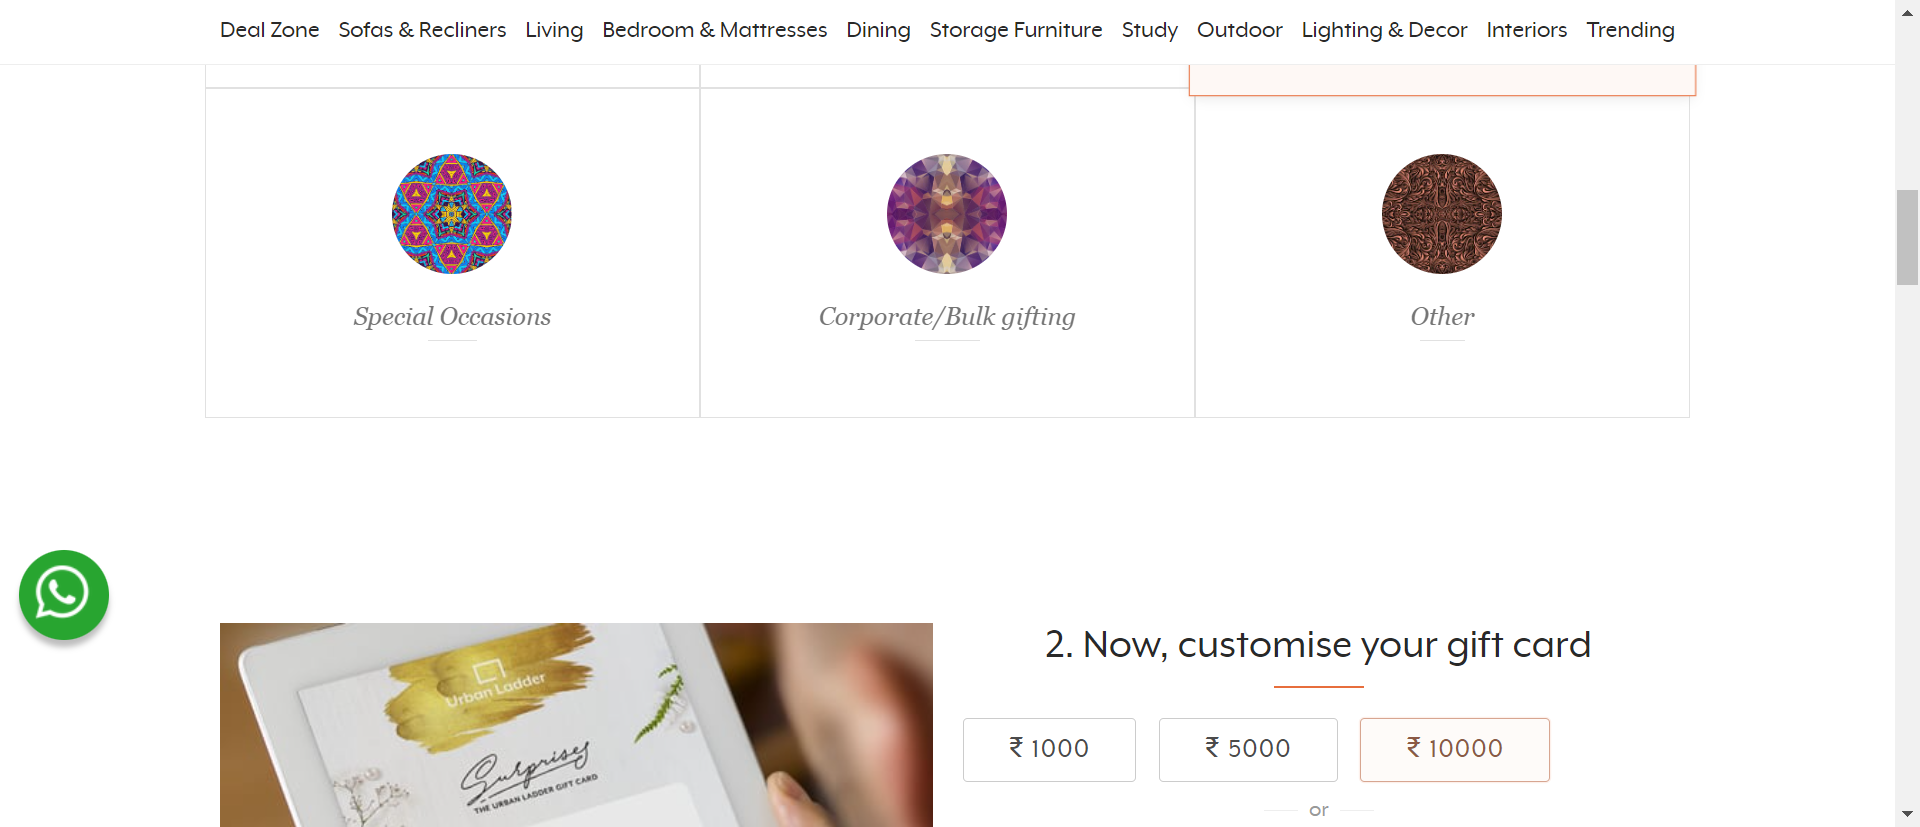 Deal Zone Sofas & Recliners Living Bedroom & Mattresses Dining Storage Furniture Study Outdoor Lighting & Decor Interiors Trending
Special Occasions Corporate/Bulk gifting Other
Urban Ladder
Surprises
THE URBAN LADDER GIFT CARD
2. Now, customise your gift card
₹ 1000 ₹ 5000 ₹ 10000
or